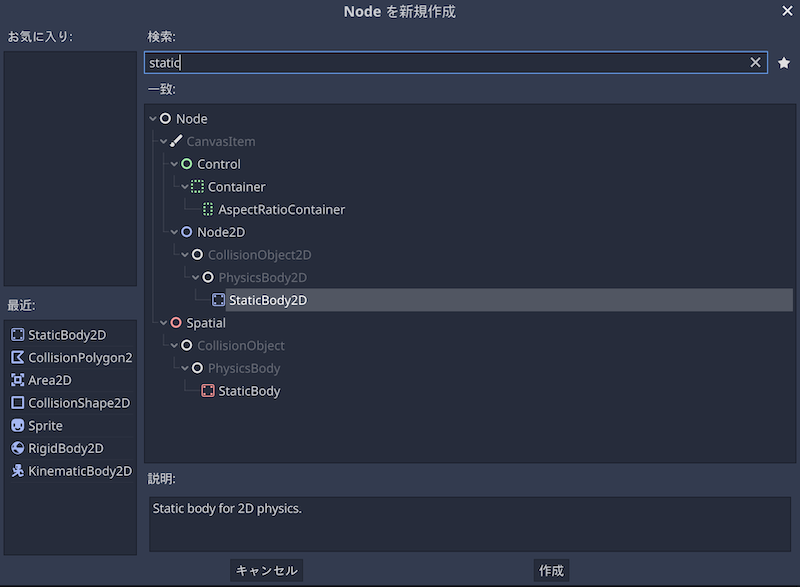 Node を新規作成
お気に入り:
検索:
static
一致:
Node
CanvasItem
Control
Container
AspectRatioContainer
Node2D
CollisionObject2D
PhysicsBody2D
StaticBody2D
Spatial
CollisionObject
PhysicsBody
StaticBody
最近:
StaticBody2D
CollisionPolygon2
Area2D
CollisionShape2D
Sprite
RigidBody2D
KinematicBody2D
説明:
Static body for 2D physics.
キャンセル
作成